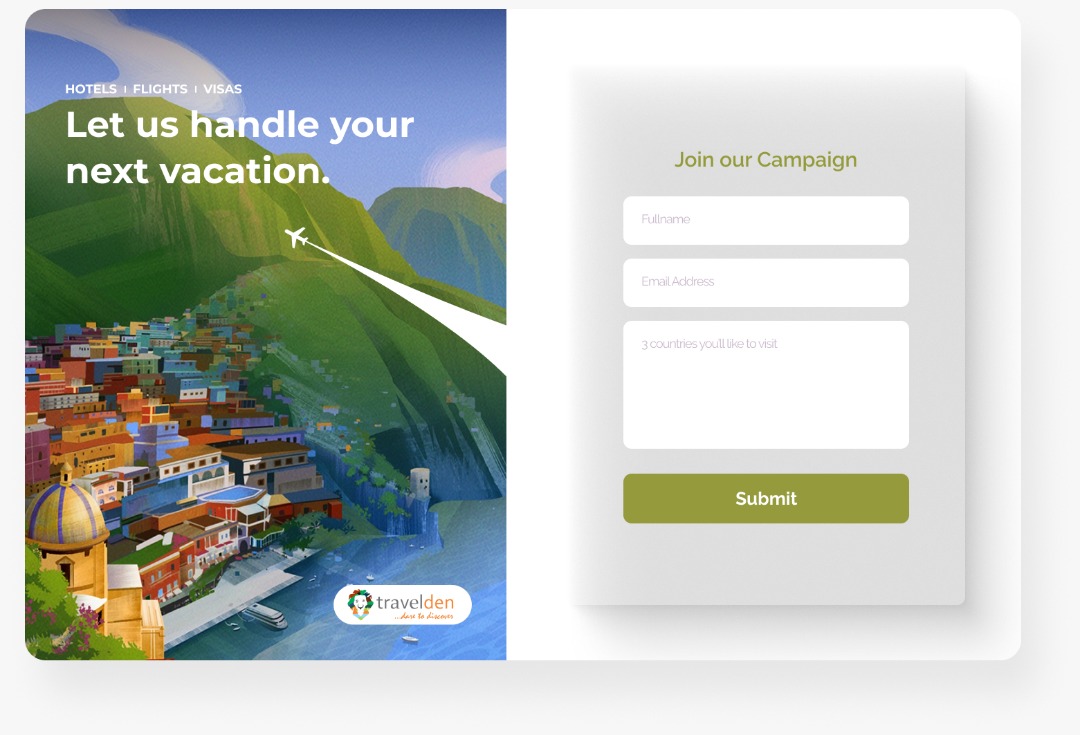 HOTELS | FLIGHTS | VISAS
Let us handle your
next vacation.
travelden
...dare to discover
Join our Campaign
Fullname
Email Address
3 countries you'll like to visit
Submit